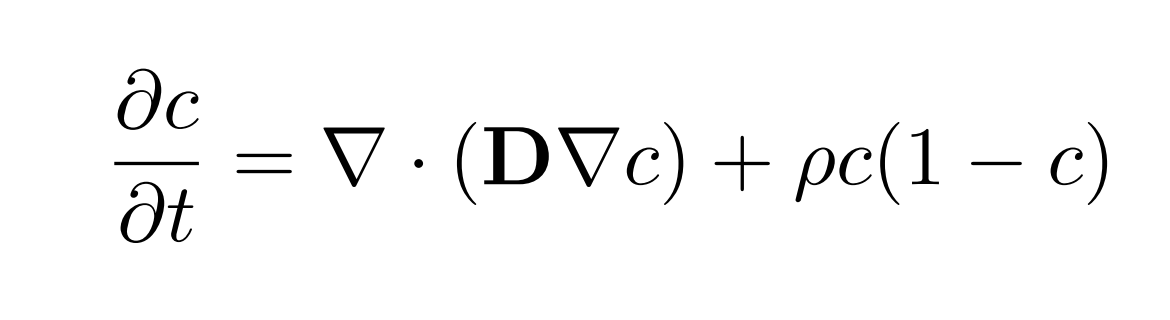 ∂c/∂t = ∇ · (𝐃∇c) + ρc(1 − c)